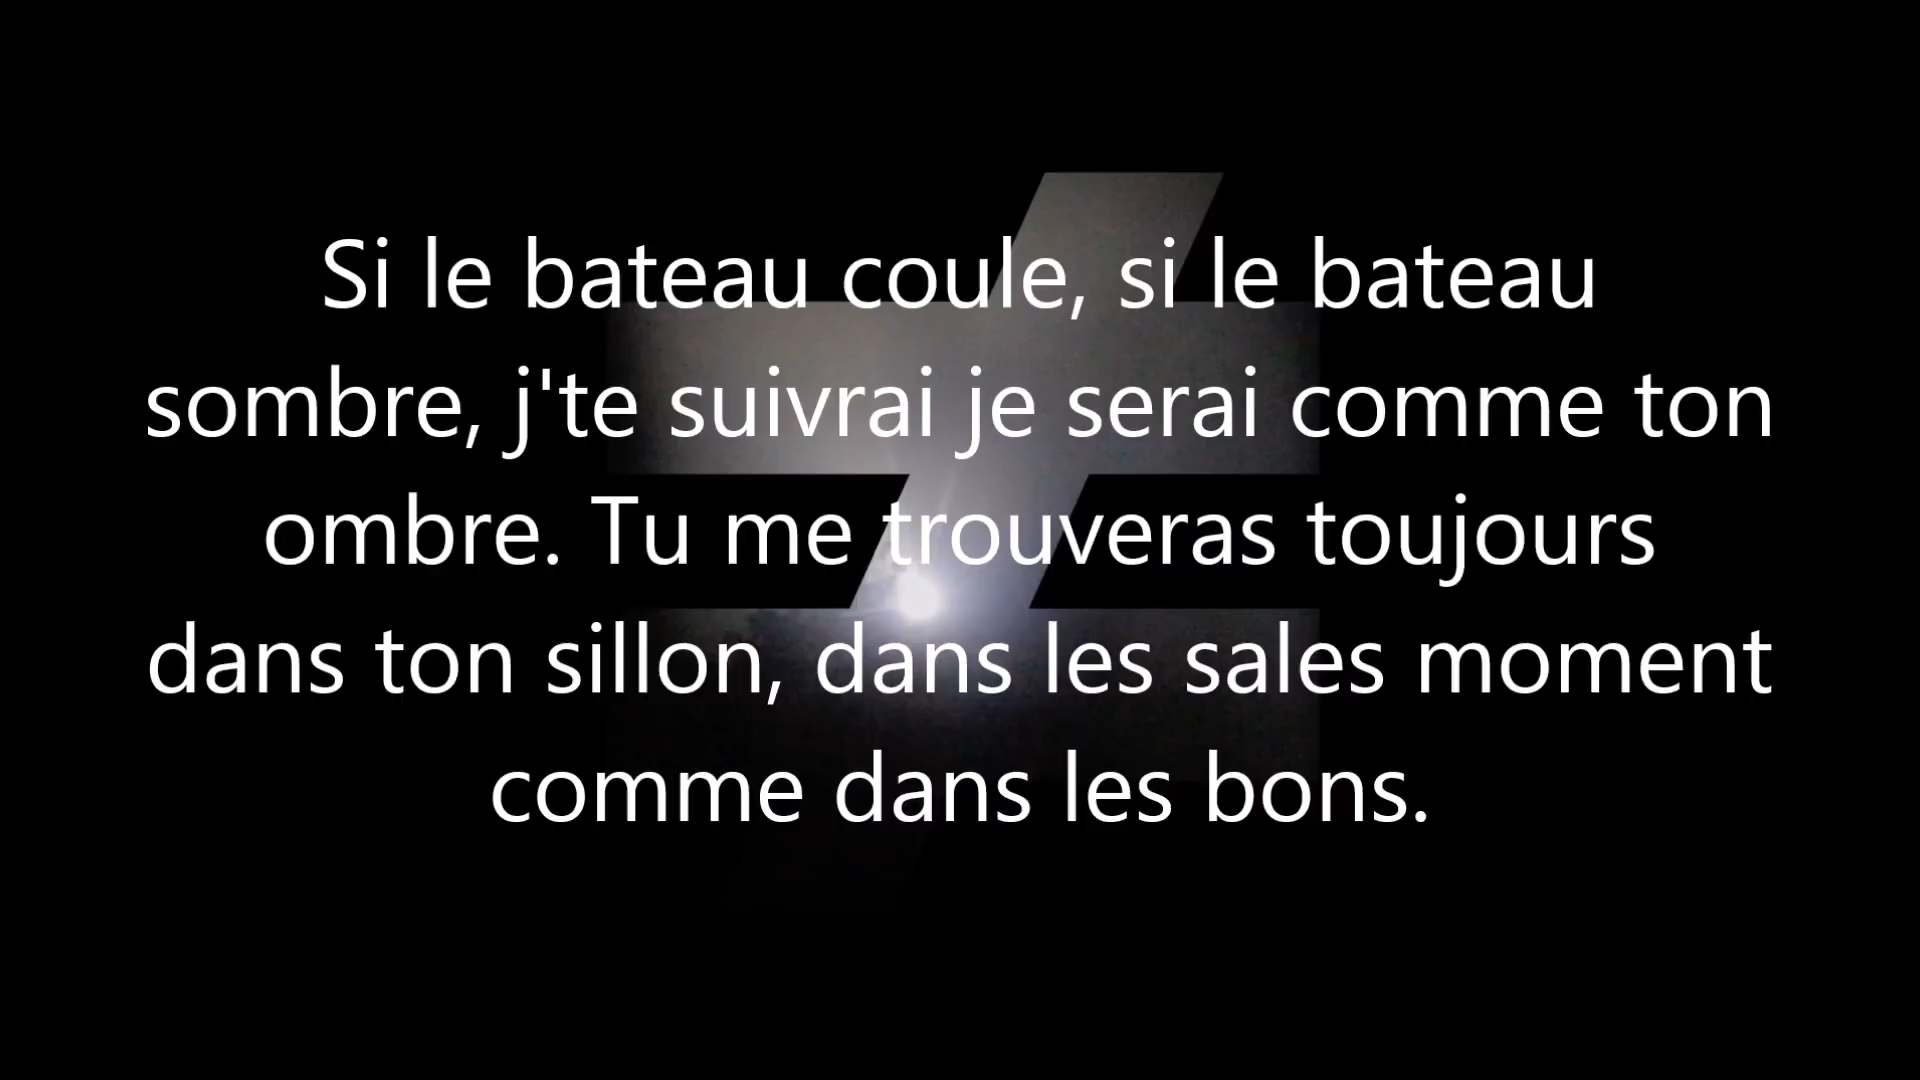 Si le bateau coule, si le bateau
sombre, j'te suivrai je serai comme ton
ombre. Tu me trouveras toujours
dans ton sillon, dans les sales moment
comme dans les bons.